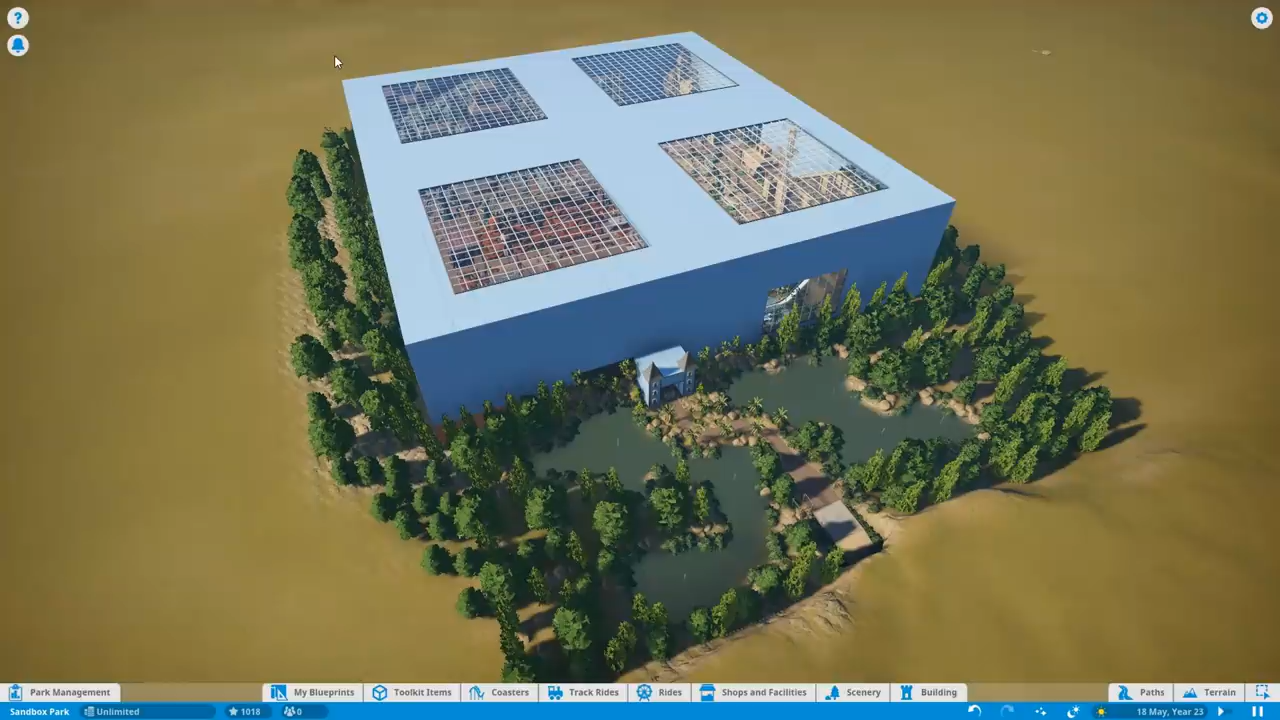 ?
Park Management
My Blueprints
Toolkit Items
Coasters
Track Rides
Rides
Shops and Facilities
Scenery
Building
Paths
Terrain
Sandbox Park
Unlimited
1018
0
18 May, Year 23